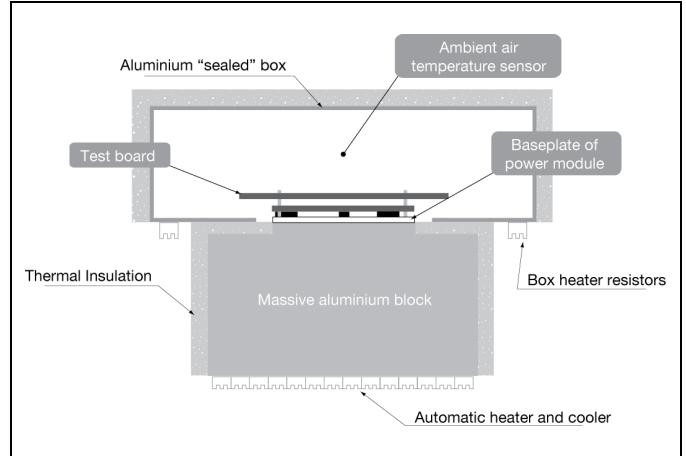 Ambient air
temperature sensor
Aluminium “sealed” box
Test board
Baseplate of
power module
Thermal Insulation
Box heater resistors
Massive aluminium block
Automatic heater and cooler